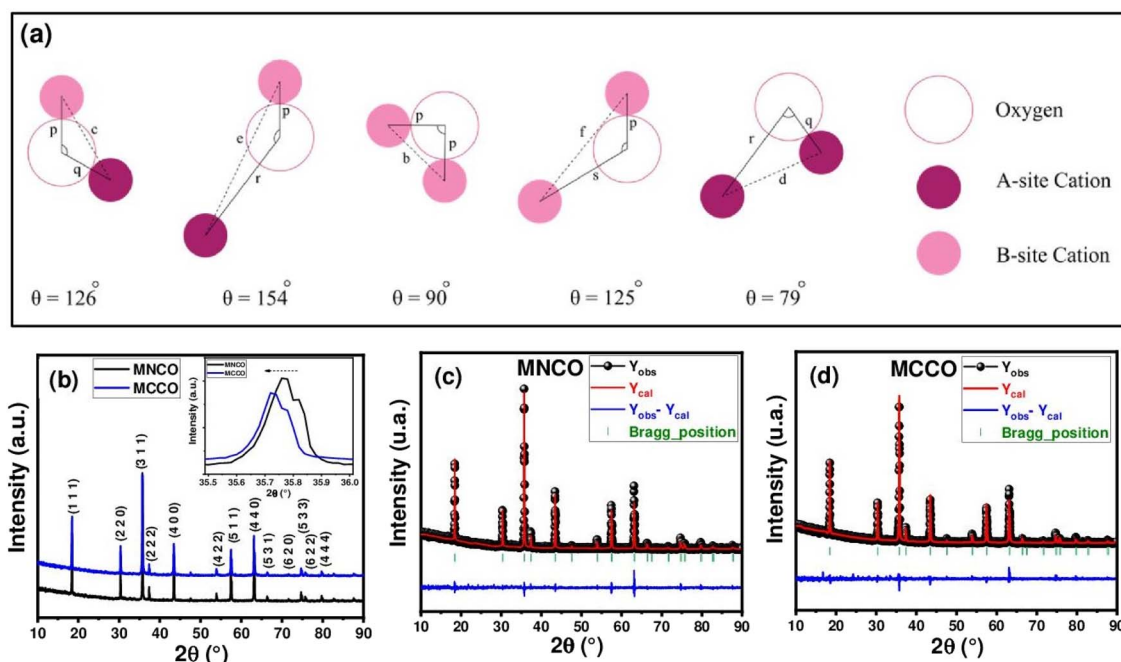 (a)
c
p
q
p
e
r
p
p
b
f
p
s
r
q
d
Oxygen
A-site Cation
B-site Cation
θ = 126°
θ = 154°
θ = 90°
θ = 125°
θ = 79°
(b)
MNCO
MCCO
MNCO
MCCO
Intensity (a.u.)
35.5 35.6 35.7 35.8 35.9 36.0
2θ (°)
(1 1 1)
(2 2 0)
(3 1 1)
(2 2 2)
(4 0 0)
(4 2 2)
(5 1 1)
(4 4 0)
(5 3 1)
(6 2 0)
(5 3 3)
(6 2 2)
(4 4 4)
Intensity (a.u.)
10 20 30 40 50 60 70 80 90
2θ (°)
(c)
MNCO
Yobs
Ycal
Yobs- Ycal
Bragg_position
Intensity (u.a.)
10 20 30 40 50 60 70 80 90
2θ (°)
(d)
MCCO
Yobs
Ycal
Yobs- Ycal
Bragg_position
Intensity (u.a.)
10 20 30 40 50 60 70 80 90
2θ (°)